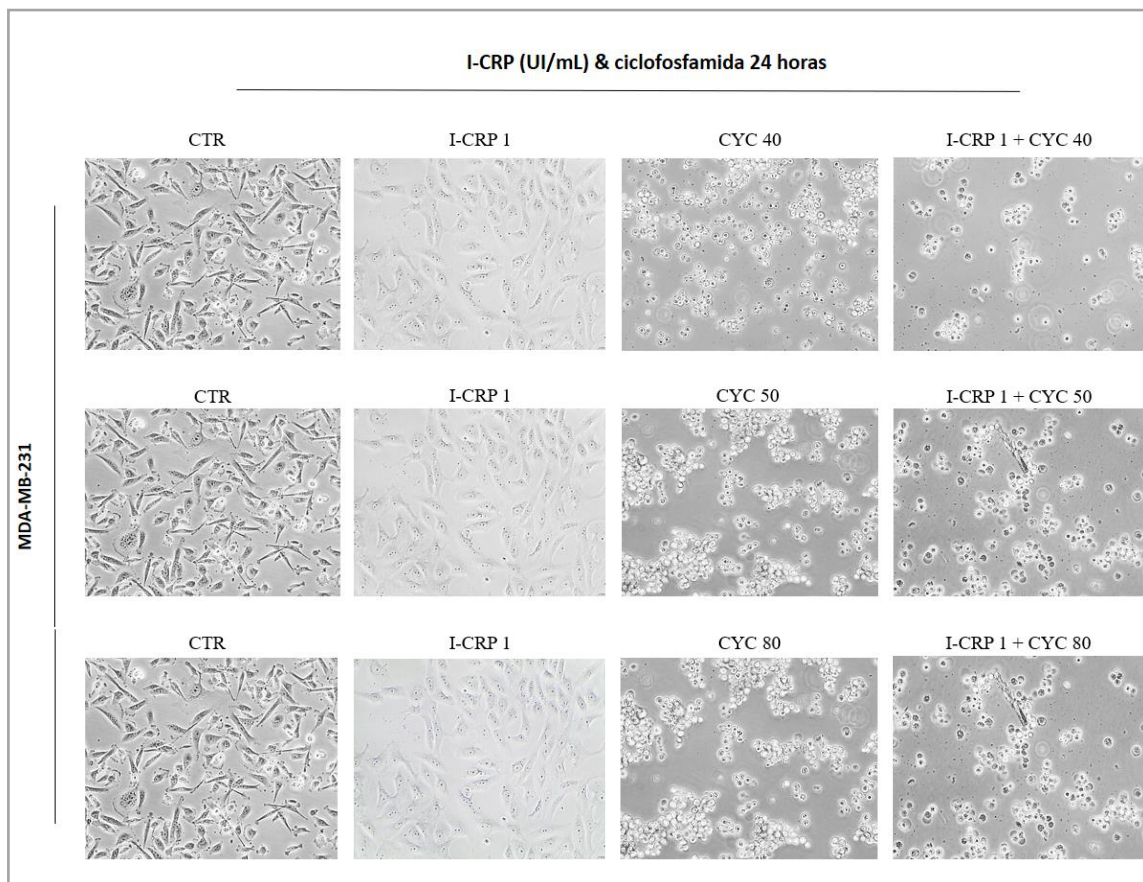 I-CRP (UI/mL) & ciclofosfamida 24 horas
CTR
I-CRP 1
CYC 40
I-CRP 1 + CYC 40
MDA-MB-231
CTR
I-CRP 1
CYC 50
I-CRP 1 + CYC 50
CTR
I-CRP 1
CYC 80
I-CRP 1 + CYC 80